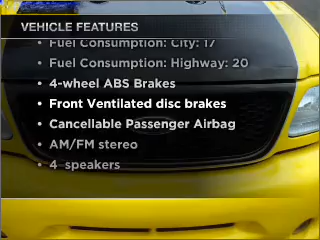 VEHICLE FEATURES
• Fuel Consumption: City: 17
• Fuel Consumption: Highway: 20
• 4-wheel ABS Brakes
• Front Ventilated disc brakes
• Cancellable Passenger Airbag
• AM/FM stereo
• 4 speakers